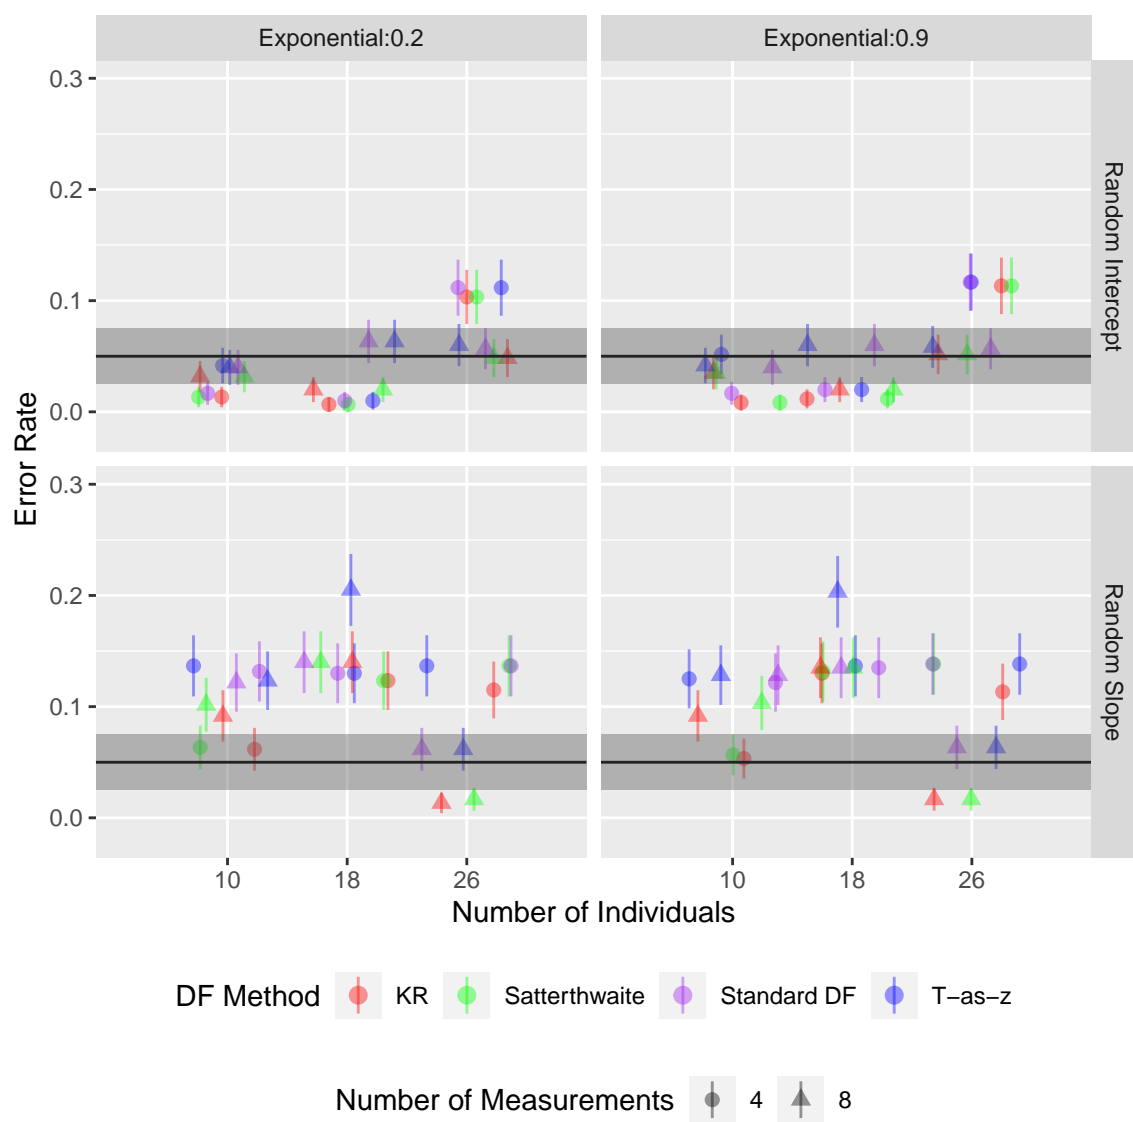 Exponential:0.2
Exponential:0.9
0.3
0.2
0.1
0.0
Random Intercept
Error Rate
0.3
0.2
0.1
0.0
Random Slope
10
18
26
10
18
26
Number of Individuals
DF Method
KR
Satterthwaite
Standard DF
T−as−z
Number of Measurements
4
8